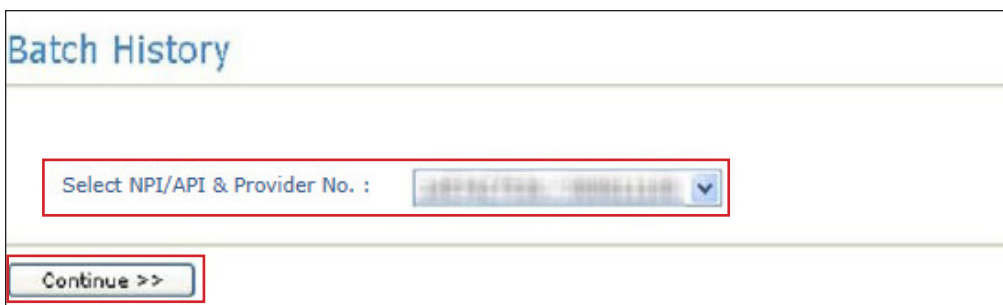 Batch History
Select NPI/API & Provider No. :
Continue >>